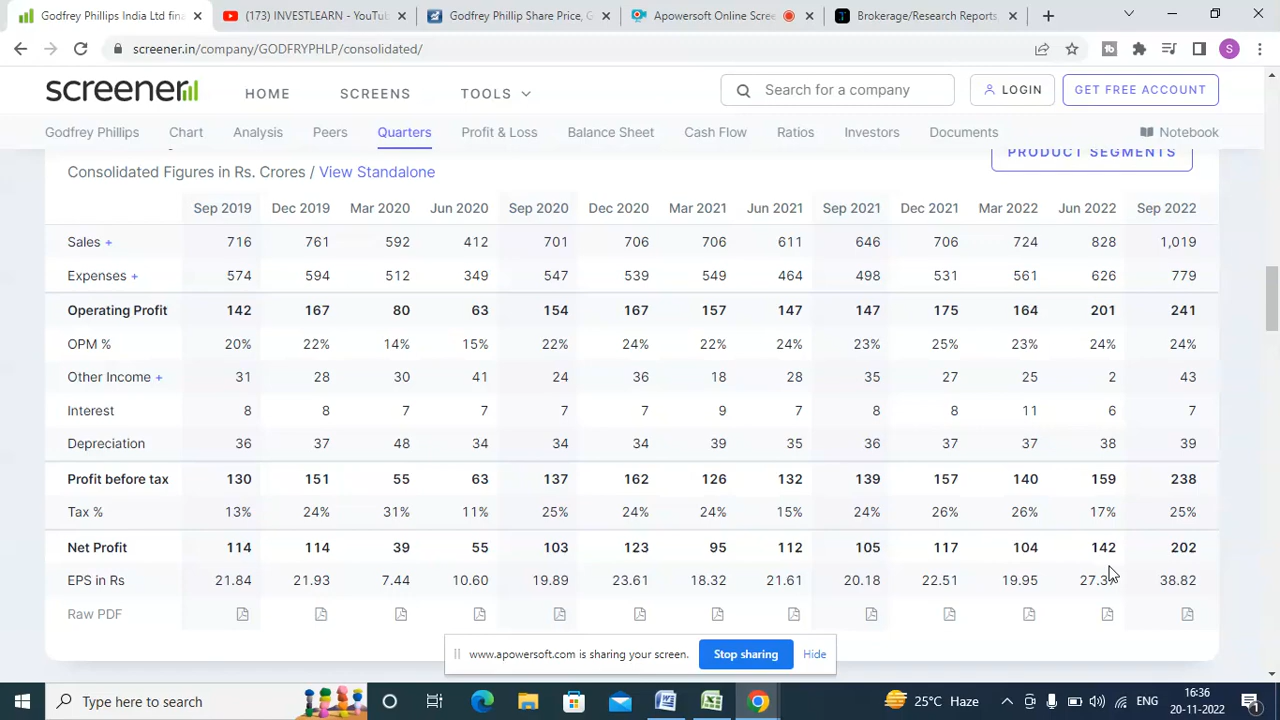 Godfrey Phillips India Ltd fina
(173) INVESTLEARN - YouTu
Godfrey Phillip Share Price, G
Apowersoft Online Scree
Brokerage/Research Reports,
screener.in/company/GODFRYPHLP/consolidated/
S
screener
HOME
SCREENS
TOOLS
Search for a company
LOGIN
GET FREE ACCOUNT
Godfrey Phillips Chart Analysis Peers Quarters Profit & Loss Balance Sheet Cash Flow Ratios Investors Documents Notebook
Consolidated Figures in Rs. Crores / View Standalone
PRODUCT SEGMENTS
Sep 2019 Dec 2019 Mar 2020 Jun 2020 Sep 2020 Dec 2020 Mar 2021 Jun 2021 Sep 2021 Dec 2021 Mar 2022 Jun 2022 Sep 2022
Sales + 716 761 592 412 701 706 706 611 646 706 724 828 1,019
Expenses + 574 594 512 349 547 539 549 464 498 531 561 626 779
Operating Profit 142 167 80 63 154 167 157 147 147 175 164 201 241
OPM % 20% 22% 14% 15% 22% 24% 22% 24% 23% 25% 23% 24% 24%
Other Income + 31 28 30 41 24 36 18 28 35 27 25 2 43
Interest 8 8 7 7 7 7 9 7 8 8 11 6 7
Depreciation 36 37 48 34 34 34 39 35 36 37 37 38 39
Profit before tax 130 151 55 63 137 162 126 132 139 157 140 159 238
Tax % 13% 24% 31% 11% 25% 24% 24% 15% 24% 26% 26% 17% 25%
Net Profit 114 114 39 55 103 123 95 112 105 117 104 142 202
EPS in Rs 21.84 21.93 7.44 10.60 19.89 23.61 18.32 21.61 20.18 22.51 19.95 38.82
Raw PDF
www.apowersoft.com is sharing your screen.
Stop sharing
Hide
Type here to search
25°C Haze
ENG
16:36
20-11-2022
1